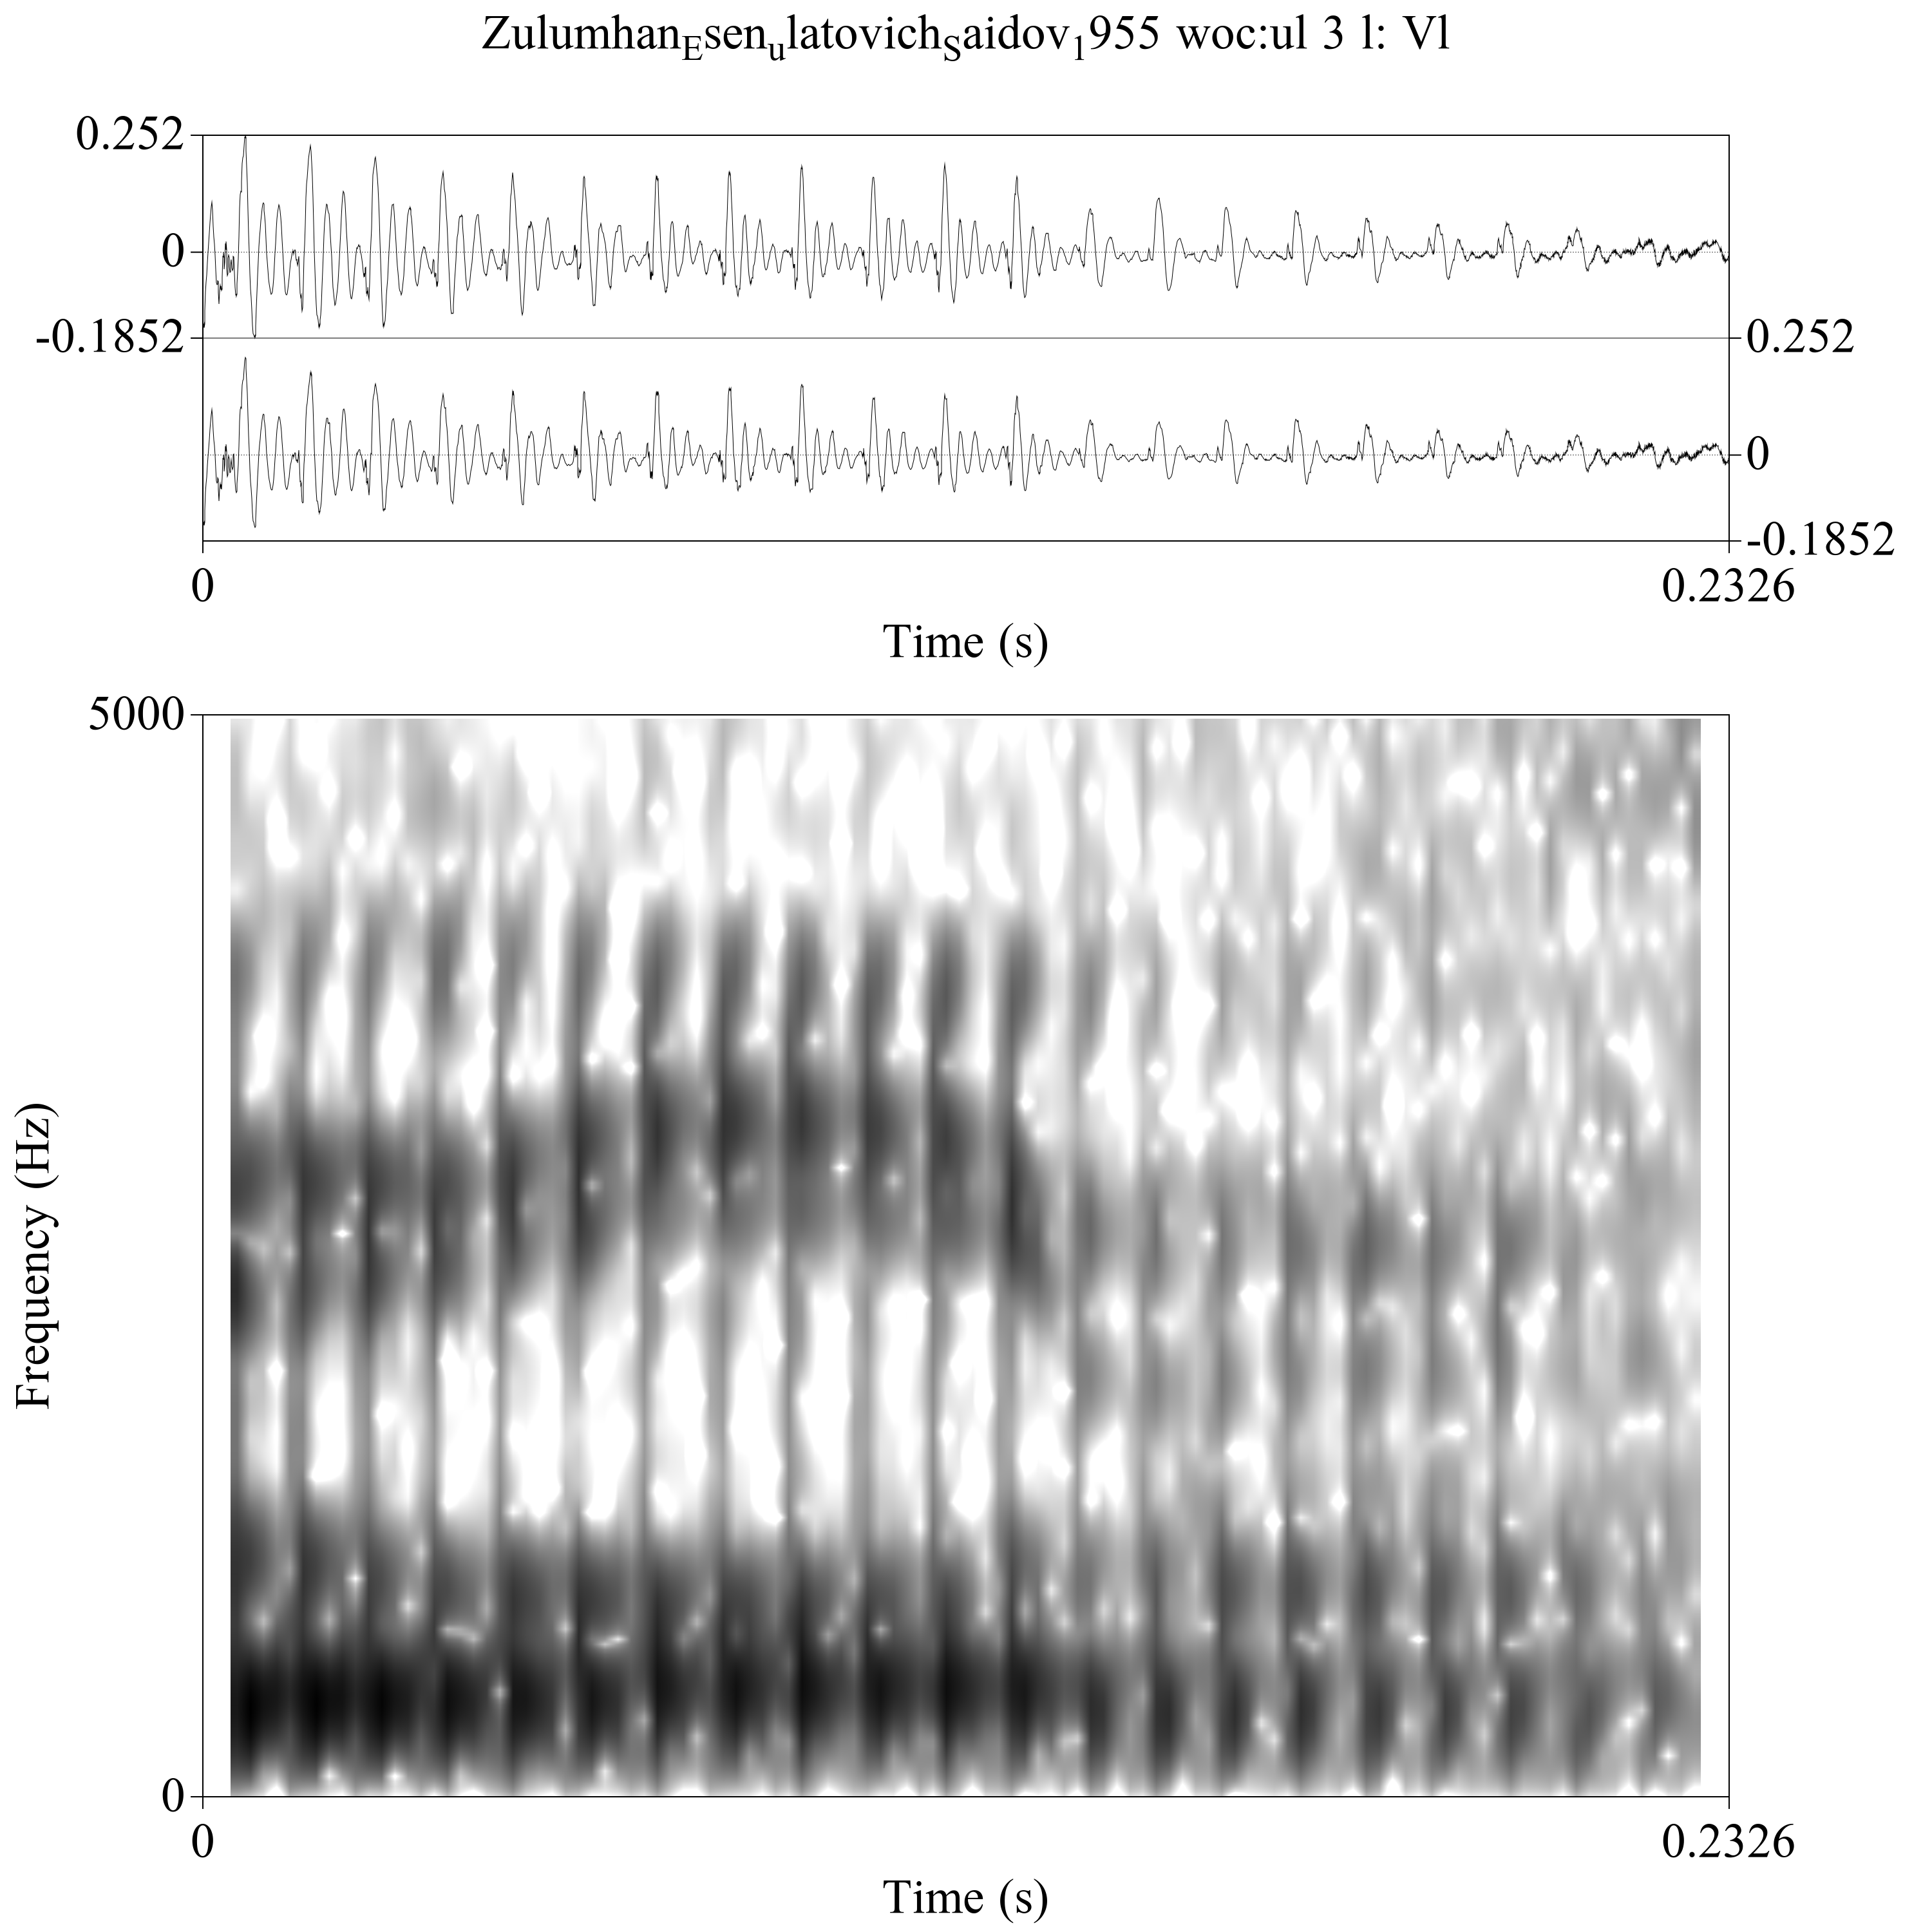 Zulumhan_Esen_ulatovich_Saidov_1955 woc:ul 3 l: Vl
0.252
0
-0.1852
0.252
0
-0.1852
0 0.2326
Time (s)
5000
Frequency (Hz)
0
0 0.2326
Time (s)